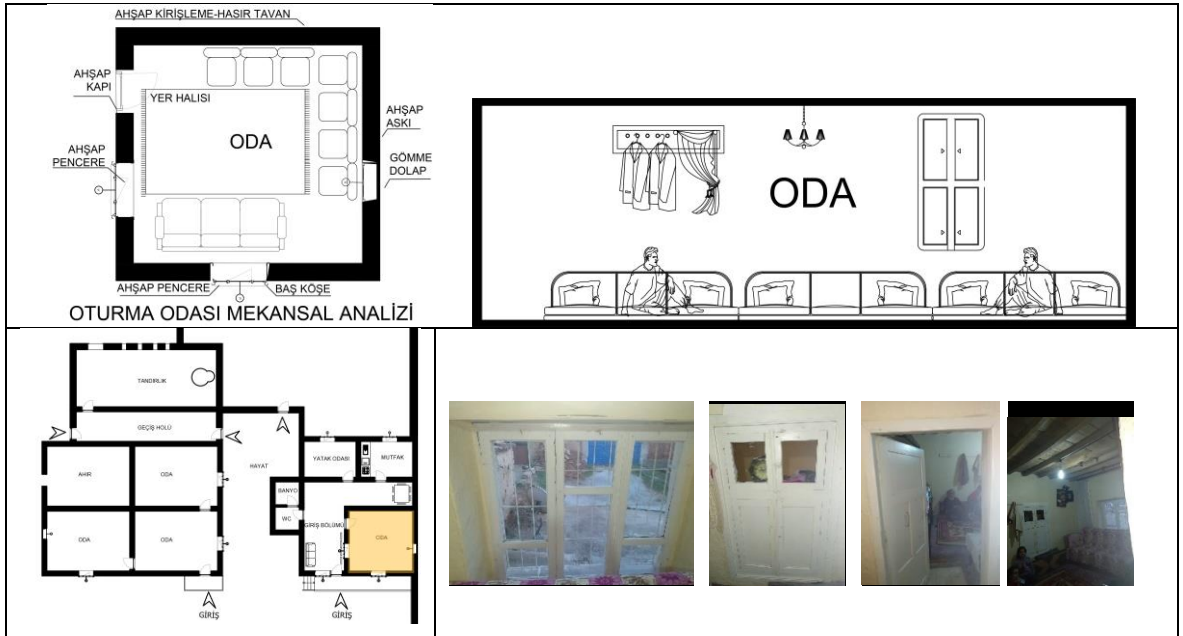 AHŞAP KİRİŞLEME-HASIR TAVAN
AHŞAP
KAPI
YER HALISI
ODA
AHŞAP
ASKI
AHŞAP
PENCERE
GÖMME
DOLAP
AHŞAP PENCERE
BAŞ KÖŞE
OTURMA ODASI MEKANSAL ANALİZİ
ODA
TANDIRLIK
GEÇİŞ HOLÜ
HAYAT
YATAK ODASI
MUTFAK
AHIR
ODA
BANYO
WC
GİRİŞ BÖLÜMÜ
ODA
ODA
ODA
GİRİŞ
GİRİŞ